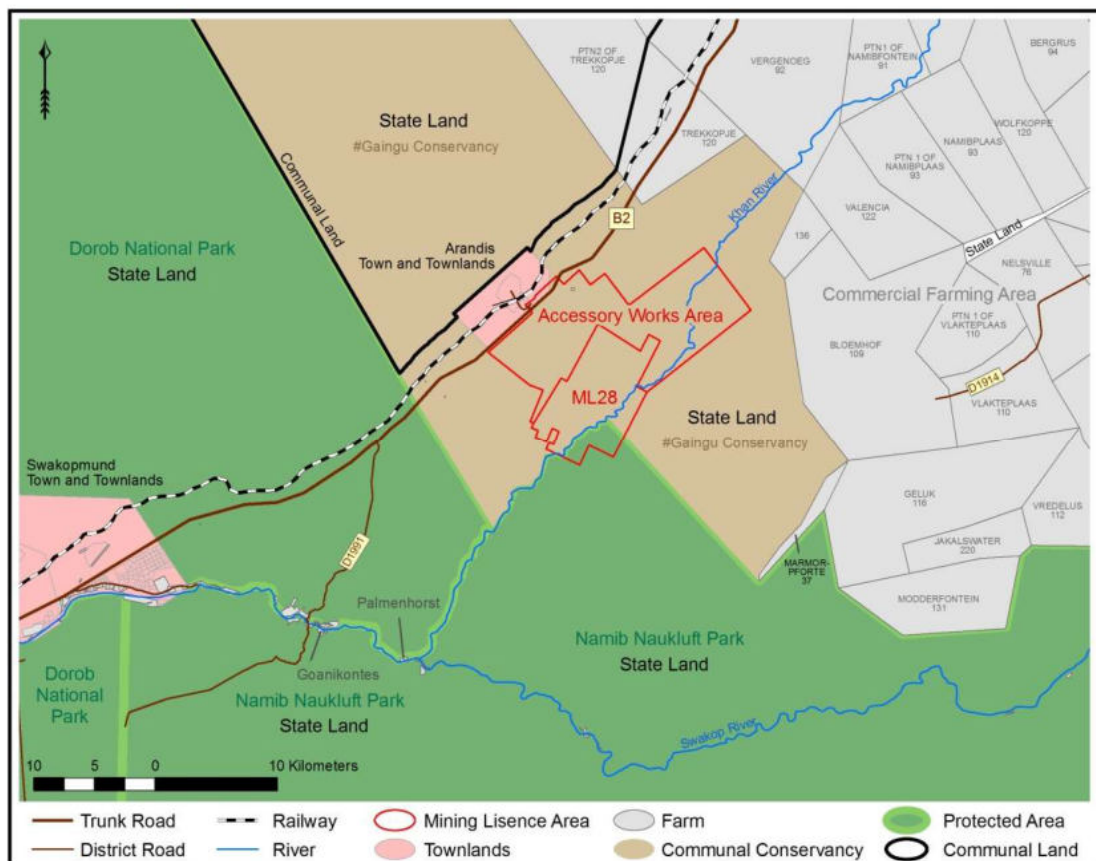 PTN2 OF
TREKKOPJE
120
VERGENOEG
92
PTN1 OF
NAMIBFONTEIN
91
BERGRUS
94
State Land
#Gaingu Conservancy
TREKKOPJE
120
WOLFKOPPE
120
NAMIBPLAAS
93
PTN 1 OF
NAMIBPLAAS
93
Communal Land
Khan River
VALENCIA
122
B2
Dorob National Park
State Land
Arandis
Town and Townlands
136
State Land
NELSVILLE
76
Commercial Farming Area
Accessory Works Area
PTN 1 OF
VLAKTEPLAAS
110
BLOEMHOF
109
D1914
ML28
VLAKTEPLAAS
110
State Land
#Gaingu Conservancy
Swakopmund
Town and Townlands
GELUK
116
VREDELUS
112
D1991
JAKALSWATER
220
MARMOR-
PFORTE
37
MODDERFONTEIN
131
Palmenhorst
Namib Naukluft Park
State Land
Goanikontes
Dorob
National
Park
Namib Naukluft Park
State Land
Swakop River
10 5 0 10 Kilometers
Trunk Road
Railway
Mining Lisence Area
Farm
Protected Area
District Road
River
Townlands
Communal Conservancy
Communal Land